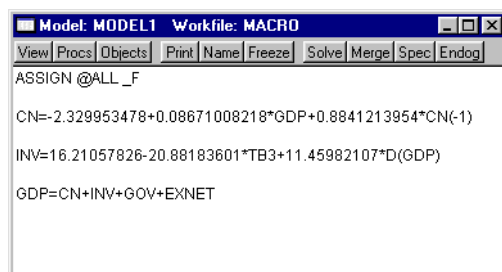 Model: MODEL1 Workfile: MACRO
View Procs Objects Print Name Freeze Solve Merge Spec Endog
ASSIGN @ALL _F
CN=-2.329953478+0.08671008218*GDP+0.8841213954*CN(-1)
INV=16.21057826-20.88183601*TB3+11.45982107*D(GDP)
GDP=CN+INV+GOV+EXNET